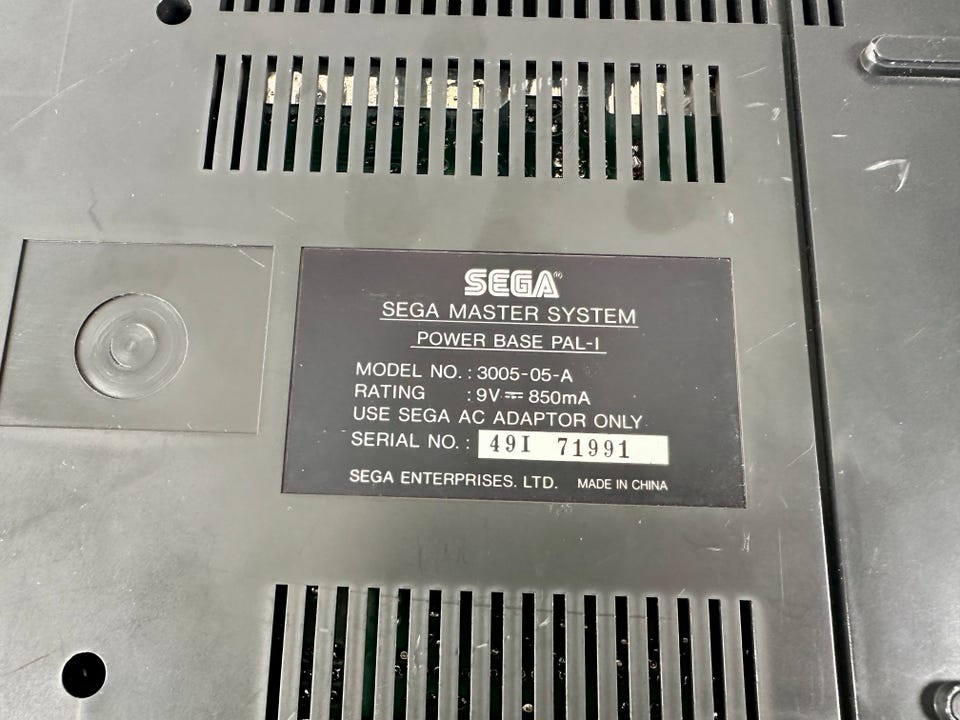 SEGA™
SEGA MASTER SYSTEM
POWER BASE PAL-I
MODEL NO. : 3005-05-A
RATING : 9V ⎓ 850mA
USE SEGA AC ADAPTOR ONLY
SERIAL NO. : 49I 71991
SEGA ENTERPRISES. LTD. MADE IN CHINA